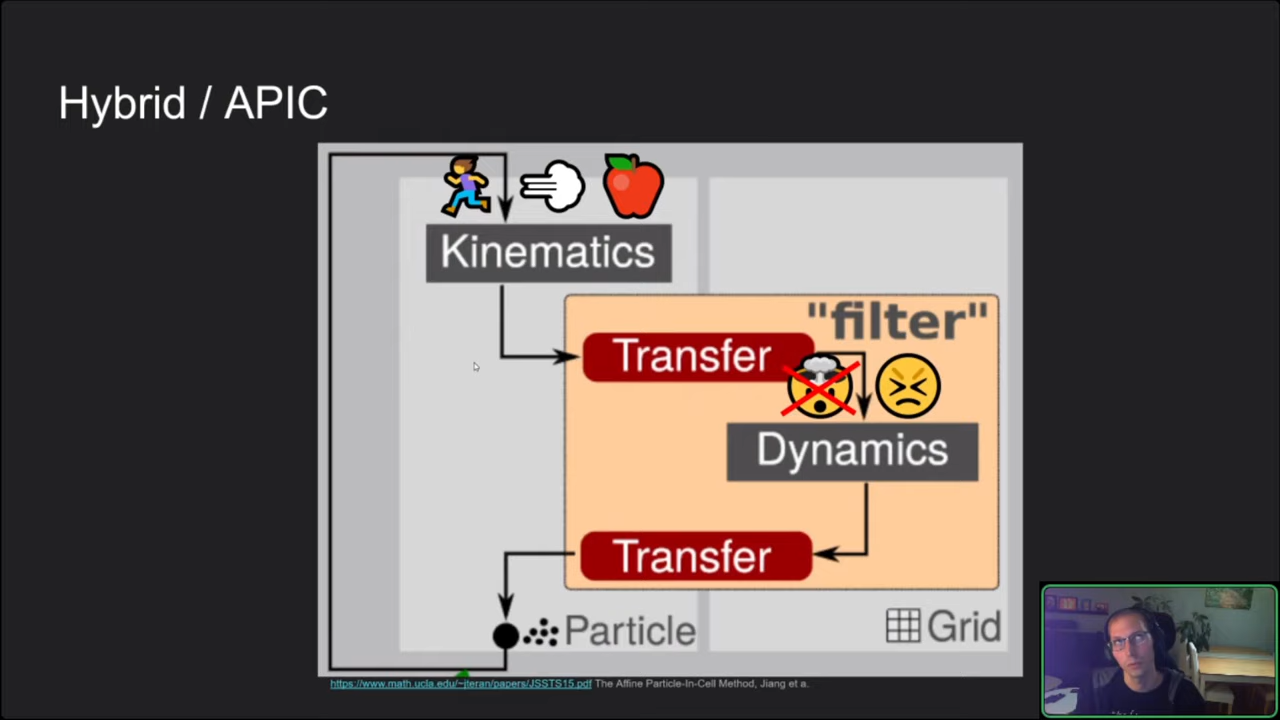 Hybrid / APIC
Kinematics
"filter"
Transfer
Dynamics
Transfer
Particle
Grid
https://www.math.ucla.edu/~jteran/papers/JSSTS15.pdf The Affine Particle-In-Cell Method, Jiang et a.